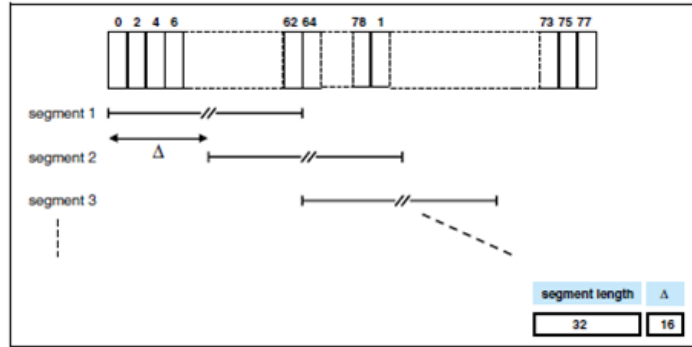 0 2 4 6 62 64 78 1 73 75 77
segment 1
Δ
segment 2
segment 3
segment length Δ
32 16